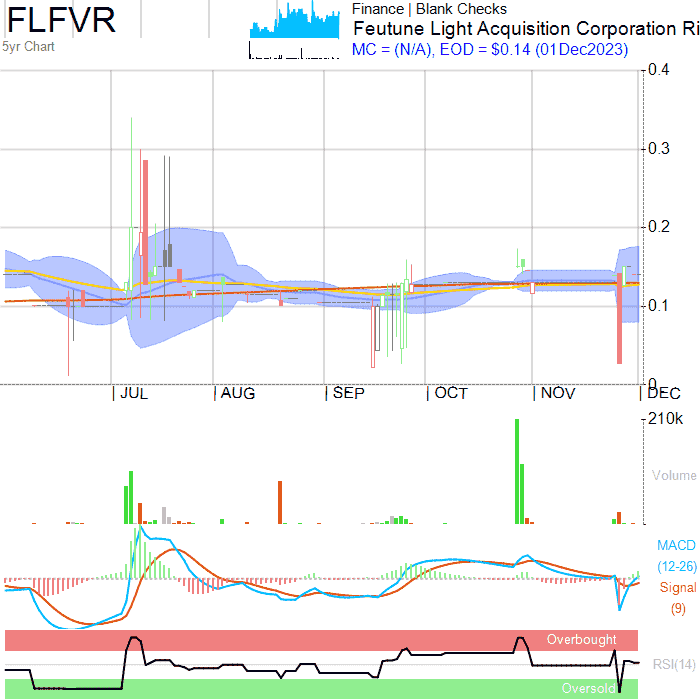 FLFVR
5yr Chart
Finance | Blank Checks
Feutune Light Acquisition Corporation Ri
MC = (N/A), EOD = $0.14 (01Dec2023)
0.4
0.3
0.2
0.1
0
JUL AUG SEP OCT NOV DEC
210k
Volume
MACD
(12-26)
Signal
(9)
Overbought
RSI(14)
Oversold